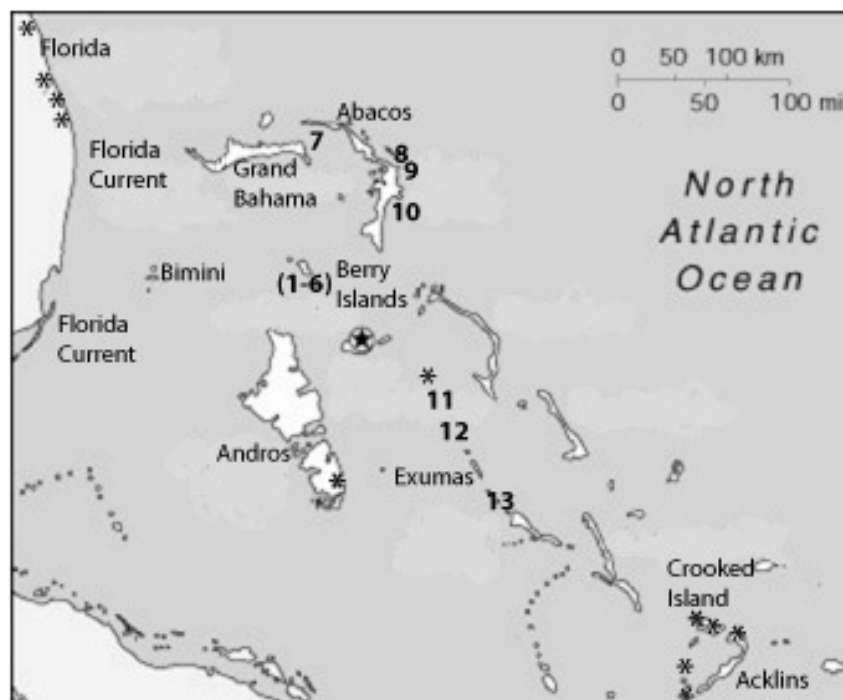 Florida
0 50 100 km
0 50 100 mi
Abacos
7
8
9
Florida
Current
Grand
Bahama
10
North
Atlantic
Ocean
Bimini
(1-6)
Berry
Islands
Florida
Current
11
12
Andros
Exumas
13
Crooked
Island
Acklins